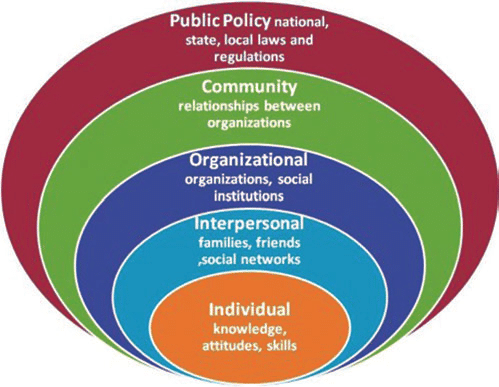 Public Policy national,
state, local laws and
regulations
Community
relationships between
organizations
Organizational
organizations, social
institutions
Interpersonal
families, friends
,social networks
Individual
knowledge,
attitudes, skills